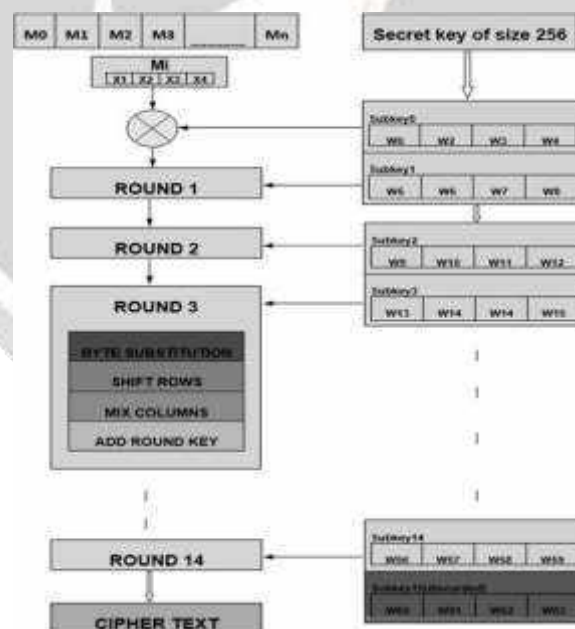 M0 M1 M2 M3 ______ Mn
Mi
X1 X2 X3 X4
ROUND 1
ROUND 2
ROUND 3
BYTE SUBSTITUTION
SHIFT ROWS
MIX COLUMNS
ADD ROUND KEY
ROUND 14
CIPHER TEXT
Secret key of size 256
Subkey0
W0 W2 W3 W4
Subkey1
W5 W6 W7 W8
Subkey2
W9 W10 W11 W12
Subkey3
W13 W14 W14 W15
Subkey14
W56 W57 W58 W59